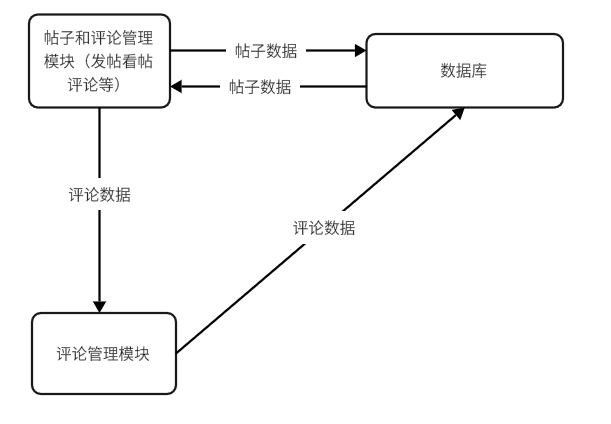 帖子和评论管理
模块（发帖看帖
评论等）
帖子数据
帖子数据
数据库
评论数据
评论数据
评论管理模块